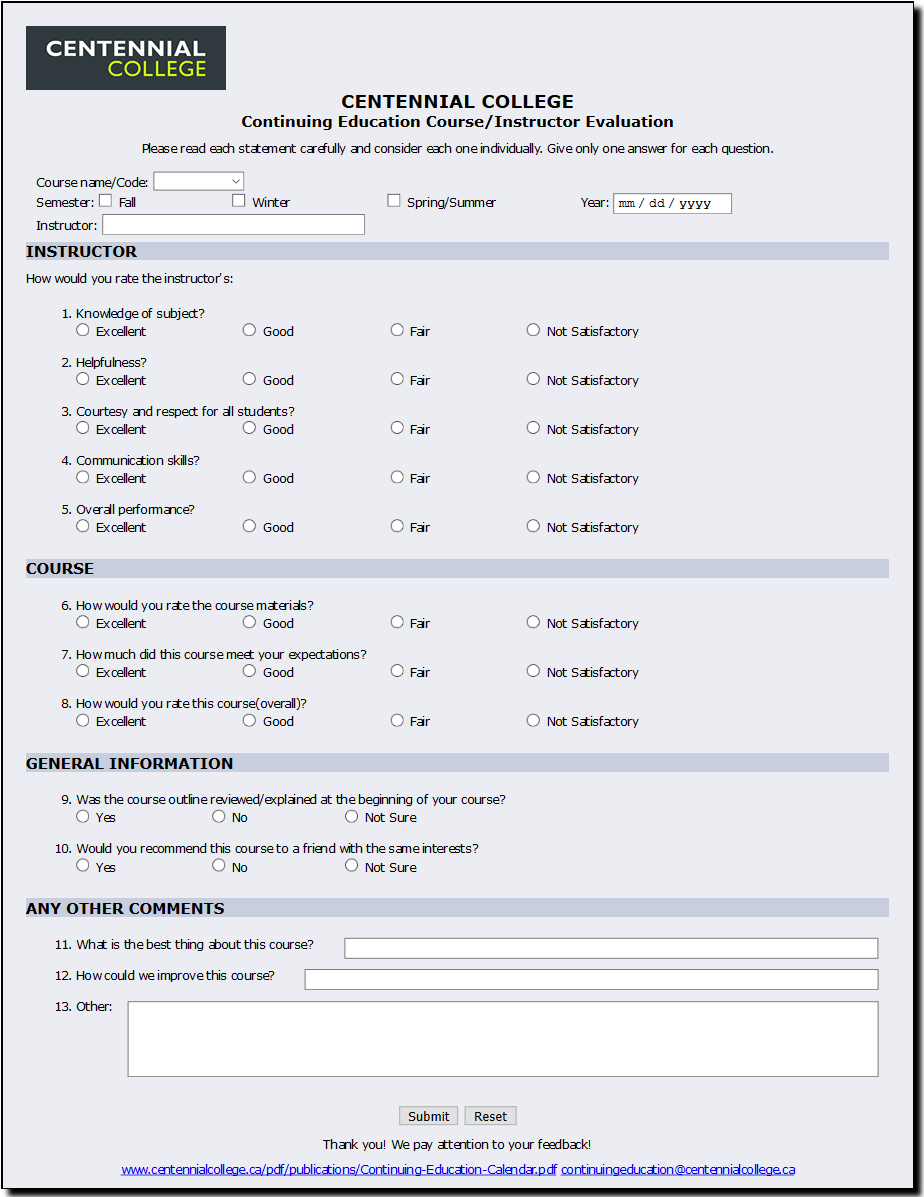 CENTENNIAL
COLLEGE
CENTENNIAL COLLEGE
Continuing Education Course/Instructor Evaluation
Please read each statement carefully and consider each one individually. Give only one answer for each question.
Course name/Code:
Semester: Fall Winter Spring/Summer Year: mm / dd / yyyy
Instructor:
INSTRUCTOR
How would you rate the instructor's:
1. Knowledge of subject?
Excellent Good Fair Not Satisfactory
2. Helpfulness?
Excellent Good Fair Not Satisfactory
3. Courtesy and respect for all students?
Excellent Good Fair Not Satisfactory
4. Communication skills?
Excellent Good Fair Not Satisfactory
5. Overall performance?
Excellent Good Fair Not Satisfactory
COURSE
6. How would you rate the course materials?
Excellent Good Fair Not Satisfactory
7. How much did this course meet your expectations?
Excellent Good Fair Not Satisfactory
8. How would you rate this course(overall)?
Excellent Good Fair Not Satisfactory
GENERAL INFORMATION
9. Was the course outline reviewed/explained at the beginning of your course?
Yes No Not Sure
10. Would you recommend this course to a friend with the same interests?
Yes No Not Sure
ANY OTHER COMMENTS
11. What is the best thing about this course?
12. How could we improve this course?
13. Other:
Submit Reset
Thank you! We pay attention to your feedback!
www.centennialcollege.ca/pdf/publications/Continuing-Education-Calendar.pdf continuingeducation@centennialcollege.ca